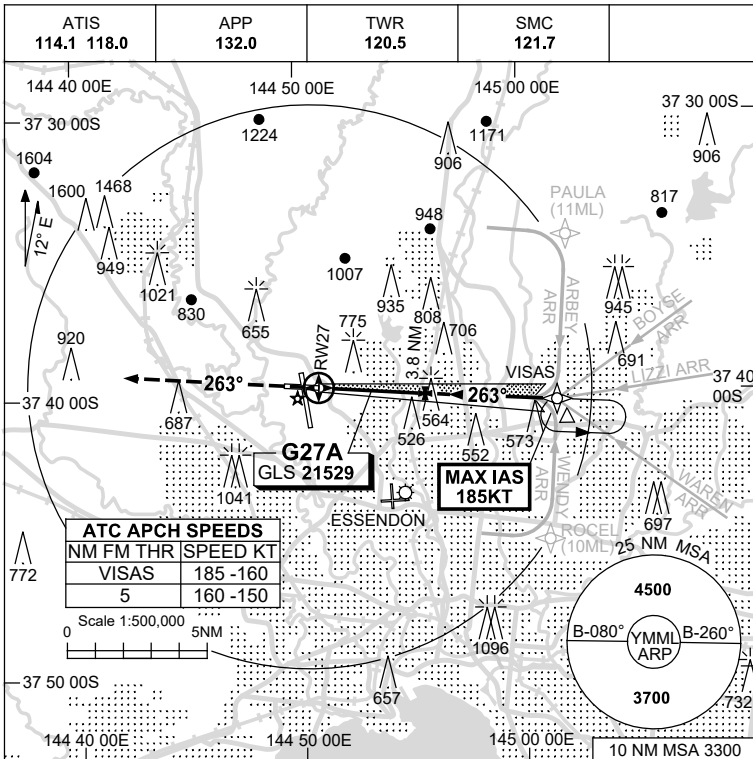 ATIS
114.1 118.0
APP
132.0
TWR
120.5
SMC
121.7
144 40 00E
144 50 00E
145 00 00E
37 30 00S
37 30 00S
1224
1171
906
906
1604
1600
1468
PAULA
(11ML)
817
12° E
949
1021
948
1007
830
655
935
808
945
ARBEY
ARR
BOYSE
ARR
920
775
3.8 NM
706
691
RW27
VISAS
LIZZI ARR
37 40
00S
263°
263°
37 40 00S
687
526
564
552
573
G27A
GLS 21529
1041
MAX IAS
185KT
WENDY
ARR
WAREN
ARR
ESSENDON
697
ROCEL
(10ML)
772
ATC APCH SPEEDS
NM FM THR SPEED KT
VISAS 185 -160
5 160 -150
Scale 1:500,000
0 5NM
25 NM MSA
4500
B-080° YMML B-260°
ARP
3700
1096
657
732
37 50 00S
144 40 00E
144 50 00E
145 00 00E
10 NM MSA 3300